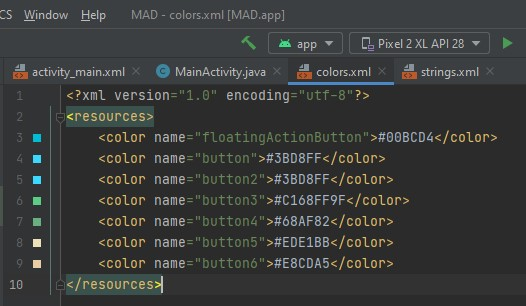 Window Help MAD - colors.xml [MAD.app]
app Pixel 2 XL API 28
activity_main.xml MainActivity.java colors.xml strings.xml
1 <?xml version="1.0" encoding="utf-8"?>
2 <resources>
3 <color name="floatingActionButton">#00BCD4</color>
4 <color name="button">#3BD8FF</color>
5 <color name="button2">#3BD8FF</color>
6 <color name="button3">#C168FF9F</color>
7 <color name="button4">#68AF82</color>
8 <color name="button5">#EDE1BB</color>
9 <color name="button6">#E8CDA5</color>
10 </resources>